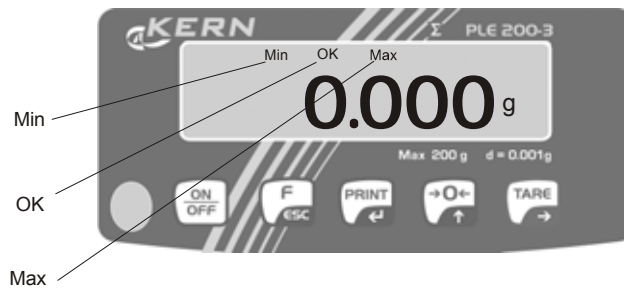 KERN Σ PLE 200-3
Min OK Max
0.000 g
Min
Max 200 g d = 0.001g
ON
OFF
F
ESC
PRINT
→0←
TARE
OK
Max